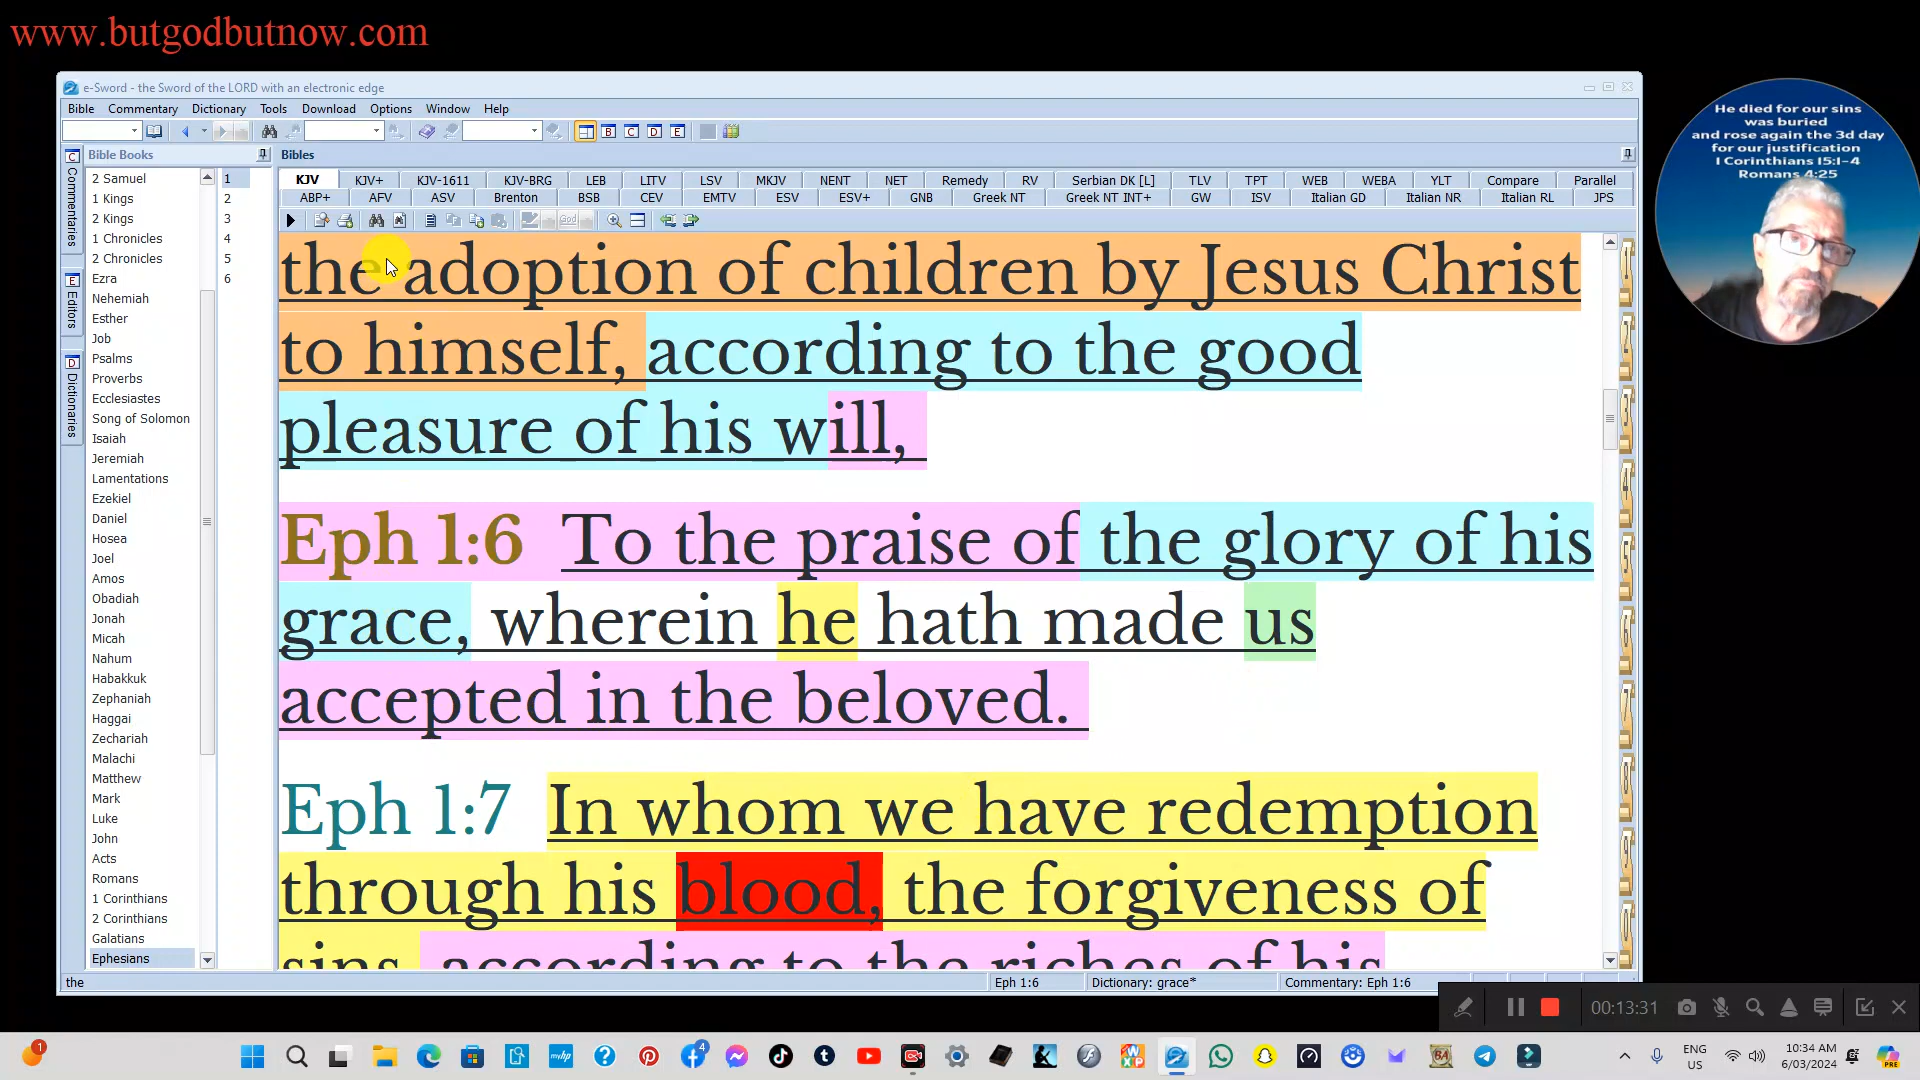 www.butgodbutnow.com
e-Sword - the Sword of the LORD with an electronic edge
Bible Commentary Dictionary Tools Download Options Window Help
B C D E
Bible Books
Bibles
KJV KJV+ KJV-1611 KJV-BRG LEB LITV LSV MKJV NENT NET Remedy RV Serbian DK [L] TLV TPT WEB WEBA YLT Compare Parallel
ABP+ AFV ASV Brenton BSB CEV EMTV ESV ESV+ GNB Greek NT Greek NT INT+ GW ISV Italian GD Italian NR Italian RL JPS
Commentaries
Editors
Dictionaries
2 Samuel
1 Kings
2 Kings
1 Chronicles
2 Chronicles
Ezra
Nehemiah
Esther
Job
Psalms
Proverbs
Ecclesiastes
Song of Solomon
Isaiah
Jeremiah
Lamentations
Ezekiel
Daniel
Hosea
Joel
Amos
Obadiah
Jonah
Micah
Nahum
Habakkuk
Zephaniah
Haggai
Zechariah
Malachi
Matthew
Mark
Luke
John
Acts
Romans
1 Corinthians
2 Corinthians
Galatians
Ephesians
1
2
3
4
5
6
the adoption of children by Jesus Christ
to himself, according to the good
pleasure of his will,
Eph 1:6 To the praise of the glory of his
grace, wherein he hath made us
accepted in the beloved.
Eph 1:7 In whom we have redemption
through his blood, the forgiveness of
sins, according to the riches of his
He died for our sins
was buried
and rose again the 3d day
for our justification
I Corinthians 15:1-4
Romans 4:25
the
Eph 1:6
Dictionary: grace*
Commentary: Eph 1:6
00:13:31
ENG
US
10:34 AM
6/03/2024